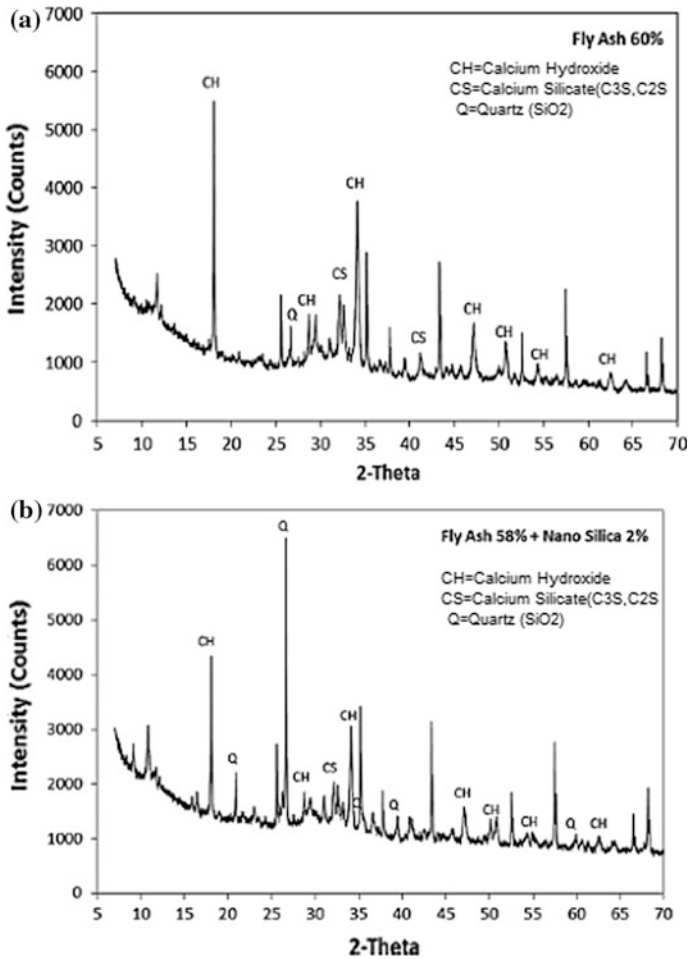 (a)
7000
6000
5000
4000
3000
2000
1000
0
Intensity (Counts)
Fly Ash 60%
CH=Calcium Hydroxide
CS=Calcium Silicate(C3S,C2S
Q=Quartz (SiO2)
CH
Q
CH
CS
CH
CS
CH
CH
CH
CH
5 10 15 20 25 30 35 40 45 50 55 60 65 70
2-Theta
(b)
7000
6000
5000
4000
3000
2000
1000
0
Intensity (Counts)
Fly Ash 58% + Nano Silica 2%
CH=Calcium Hydroxide
CS=Calcium Silicate(C3S,C2S
Q=Quartz (SiO2)
CH
Q
Q
CH
CS
CH
Q
Q
CH
CH
CH
Q
CH
5 10 15 20 25 30 35 40 45 50 55 60 65 70
2-Theta